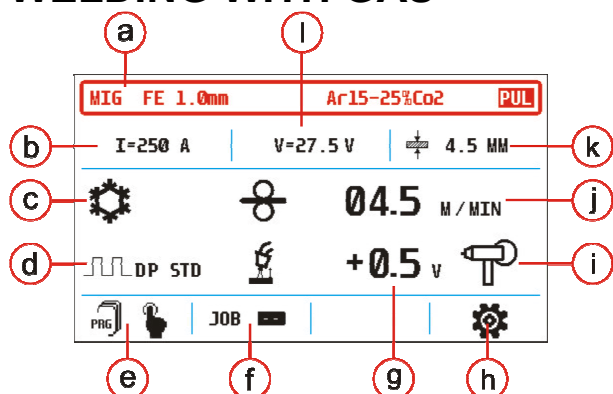 WELDING WITH GAS
a
l
MIG FE 1.0mm Ar15-25%Co2 PUL
b
I=250 A V=27.5 V 4.5 MM
k
c
04.5 M/MIN
j
d
DP STD +0.5 V
i
PRG JOB --
e
f
g
h